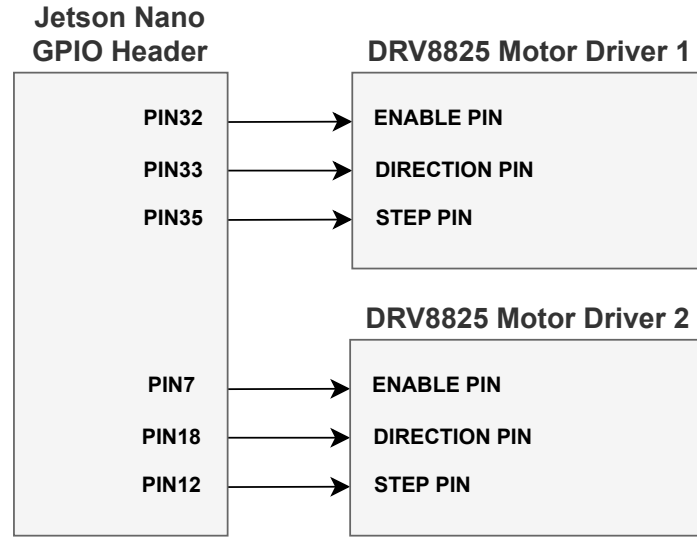 Jetson Nano
GPIO Header
PIN32
PIN33
PIN35
PIN7
PIN18
PIN12
DRV8825 Motor Driver 1
ENABLE PIN
DIRECTION PIN
STEP PIN
DRV8825 Motor Driver 2
ENABLE PIN
DIRECTION PIN
STEP PIN